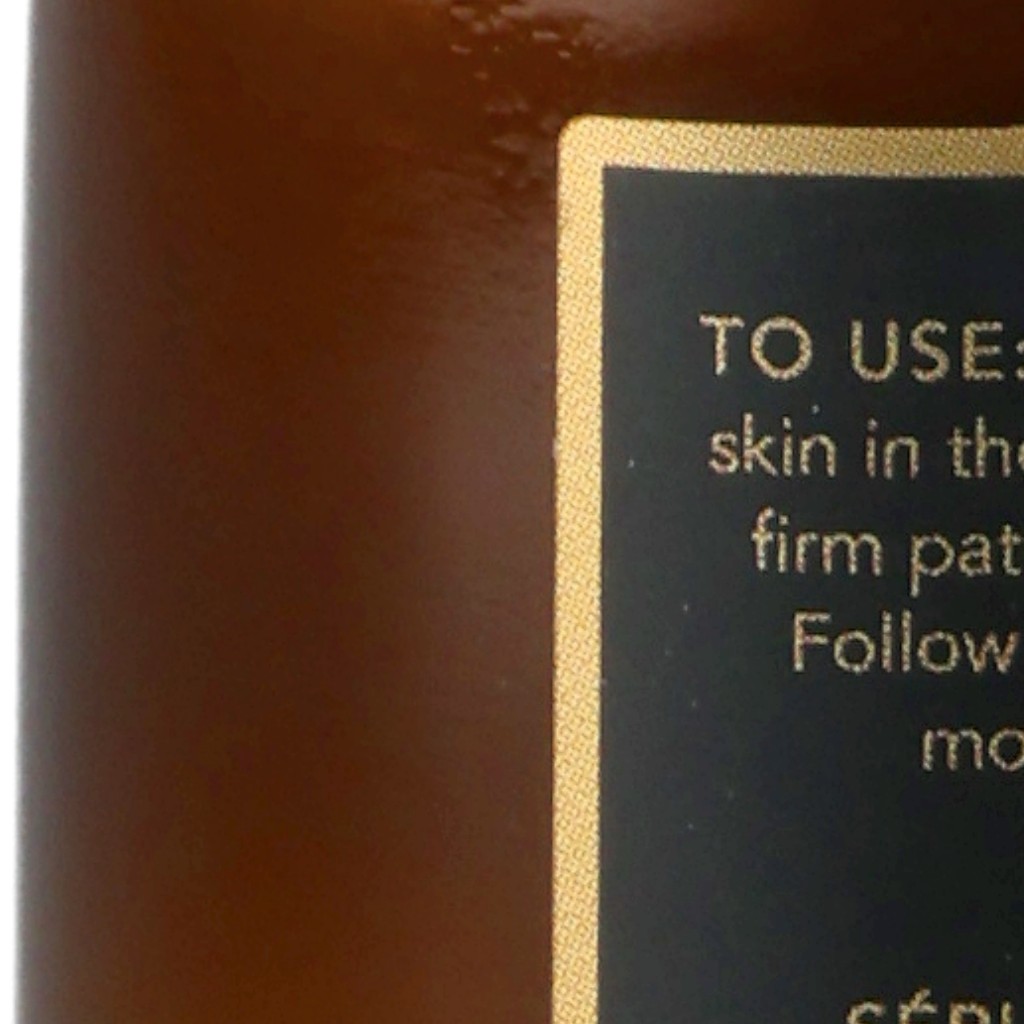 TO USE:
skin in the
firm pat
Follow
mo